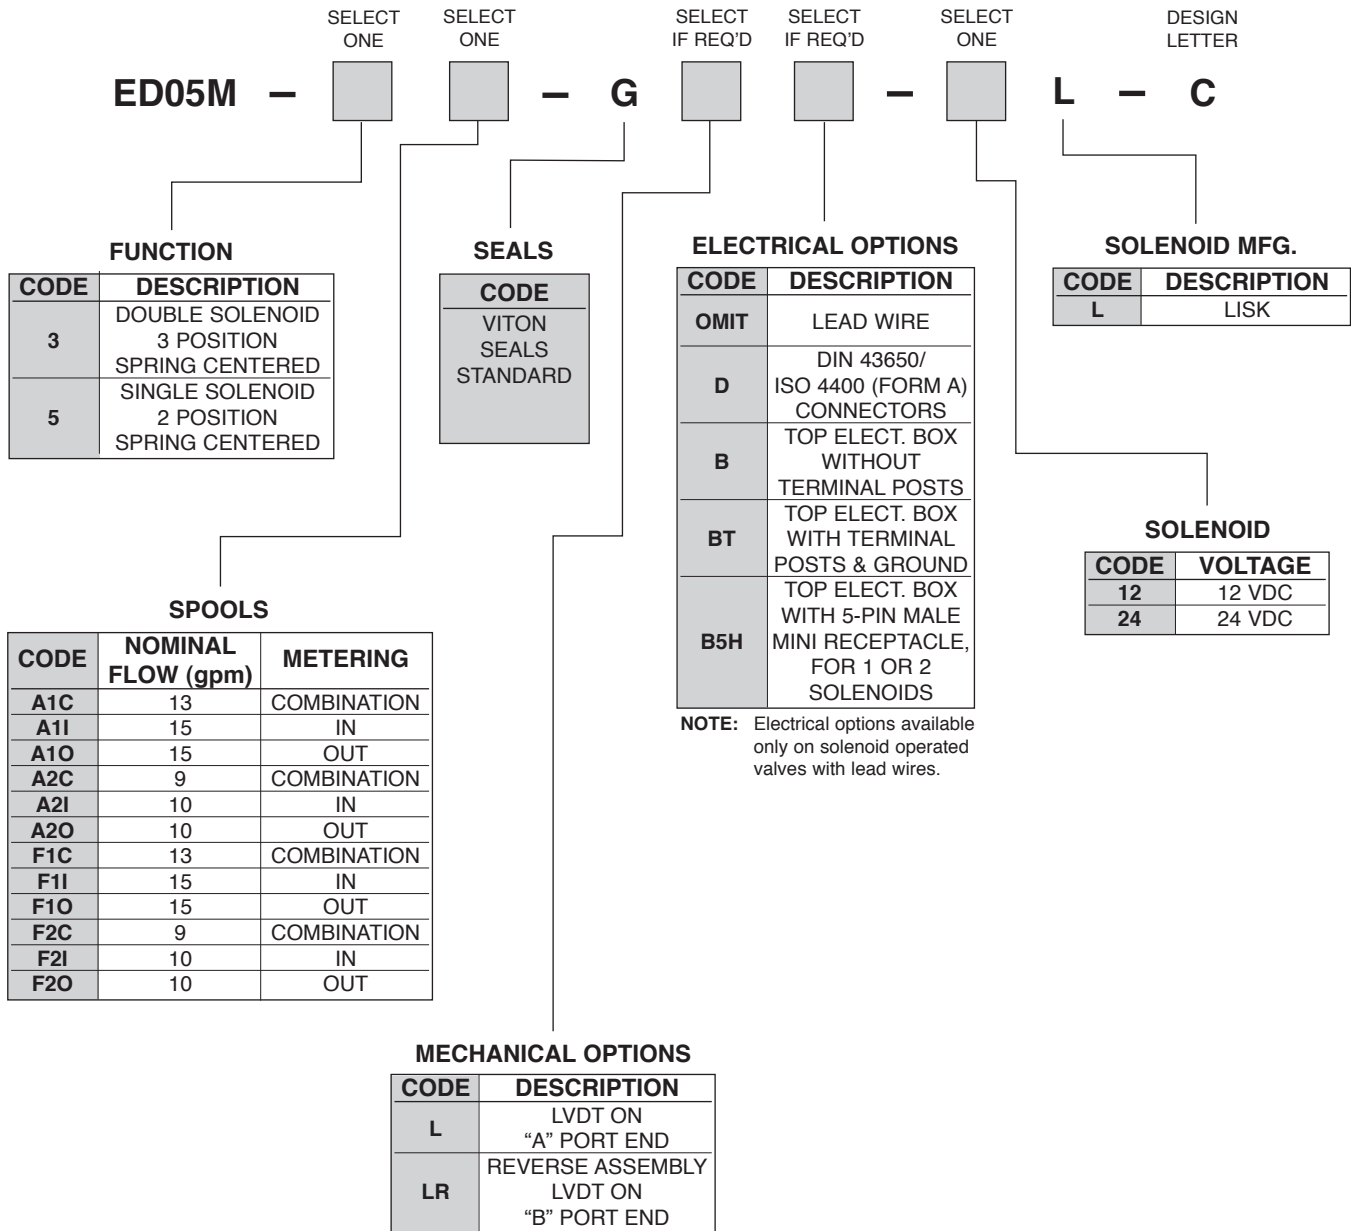 SELECT ONE
SELECT ONE
SELECT IF REQ'D
SELECT IF REQ'D
SELECT ONE
DESIGN LETTER
ED05M – – G – L – C
FUNCTION
CODE DESCRIPTION
3 DOUBLE SOLENOID
3 POSITION
SPRING CENTERED
5 SINGLE SOLENOID
2 POSITION
SPRING CENTERED
SEALS
CODE
VITON
SEALS
STANDARD
ELECTRICAL OPTIONS
CODE DESCRIPTION
OMIT LEAD WIRE
D DIN 43650/
ISO 4400 (FORM A)
CONNECTORS
B TOP ELECT. BOX
WITHOUT
TERMINAL POSTS
BT TOP ELECT. BOX
WITH TERMINAL
POSTS & GROUND
B5H TOP ELECT. BOX
WITH 5-PIN MALE
MINI RECEPTACLE,
FOR 1 OR 2
SOLENOIDS
NOTE: Electrical options available
only on solenoid operated
valves with lead wires.
SOLENOID MFG.
CODE DESCRIPTION
L LISK
SOLENOID
CODE VOLTAGE
12 12 VDC
24 24 VDC
SPOOLS
CODE NOMINAL FLOW (gpm) METERING
A1C 13 COMBINATION
A1I 15 IN
A1O 15 OUT
A2C 9 COMBINATION
A2I 10 IN
A2O 10 OUT
F1C 13 COMBINATION
F1I 15 IN
F1O 15 OUT
F2C 9 COMBINATION
F2I 10 IN
F2O 10 OUT
MECHANICAL OPTIONS
CODE DESCRIPTION
L LVDT ON
“A” PORT END
LR REVERSE ASSEMBLY
LVDT ON
“B” PORT END